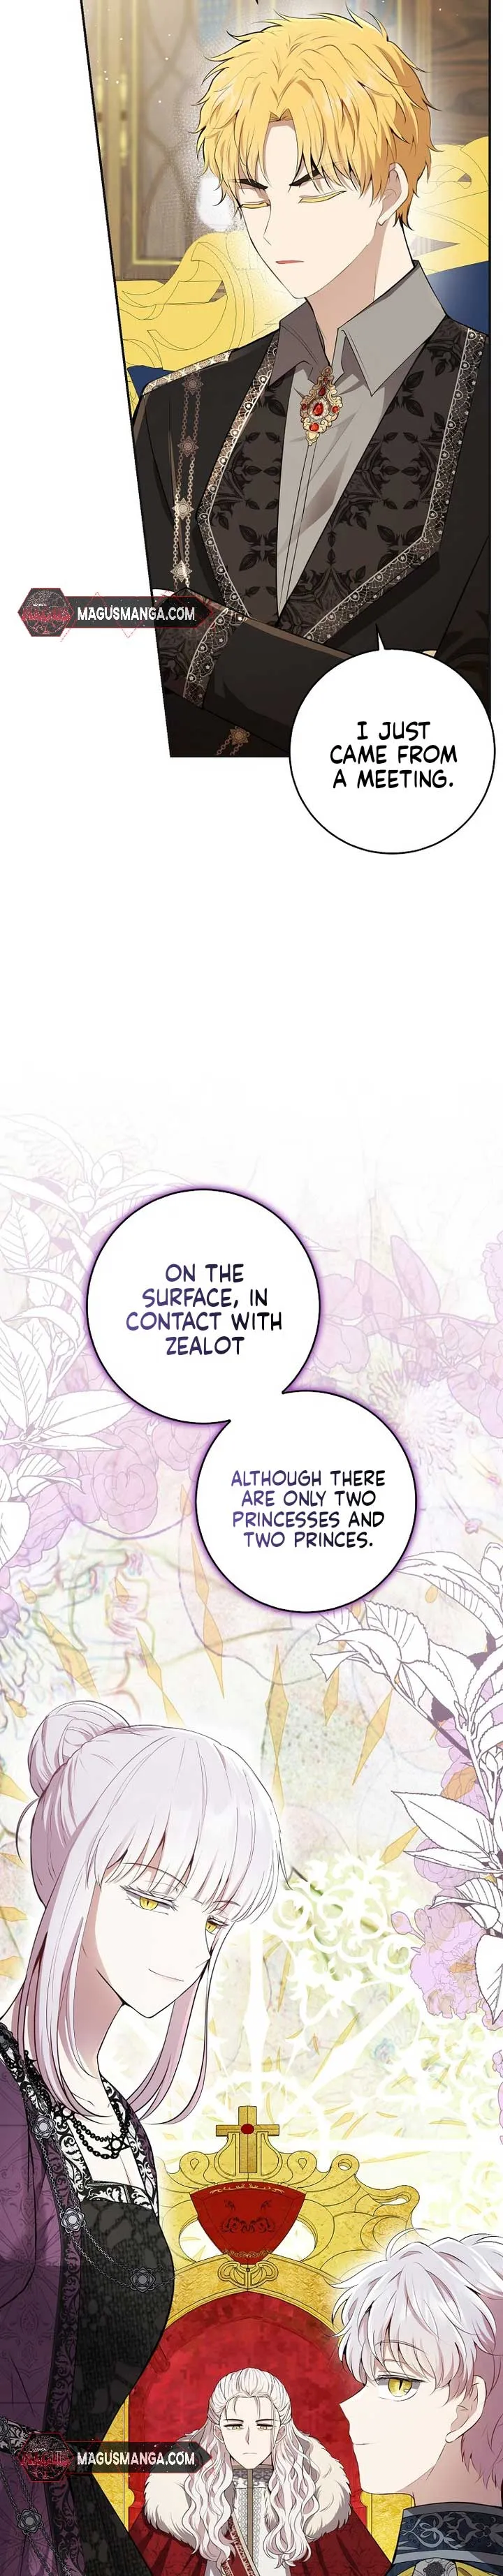 MAGUSMANGA.COM
I JUST
CAME FROM
A MEETING.
ON THE
SURFACE, IN
CONTACT WITH
ZEALOT
ALTHOUGH THERE
ARE ONLY TWO
PRINCESSES AND
TWO PRINCES.
MAGUSMANGA.COM